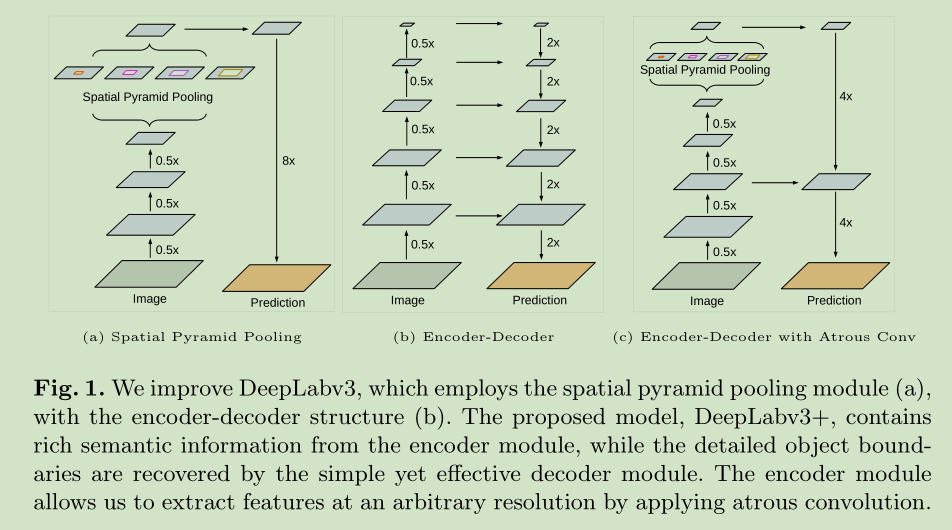 Spatial Pyramid Pooling
0.5x
0.5x
0.5x
8x
Image
Prediction
(a) Spatial Pyramid Pooling
0.5x
2x
0.5x
2x
0.5x
2x
0.5x
2x
0.5x
2x
Image
Prediction
(b) Encoder-Decoder
Spatial Pyramid Pooling
0.5x
4x
0.5x
0.5x
4x
0.5x
Image
Prediction
(c) Encoder-Decoder with Atrous Conv
Fig. 1. We improve DeepLabv3, which employs the spatial pyramid pooling module (a),
with the encoder-decoder structure (b). The proposed model, DeepLabv3+, contains
rich semantic information from the encoder module, while the detailed object bound-
aries are recovered by the simple yet effective decoder module. The encoder module
allows us to extract features at an arbitrary resolution by applying atrous convolution.